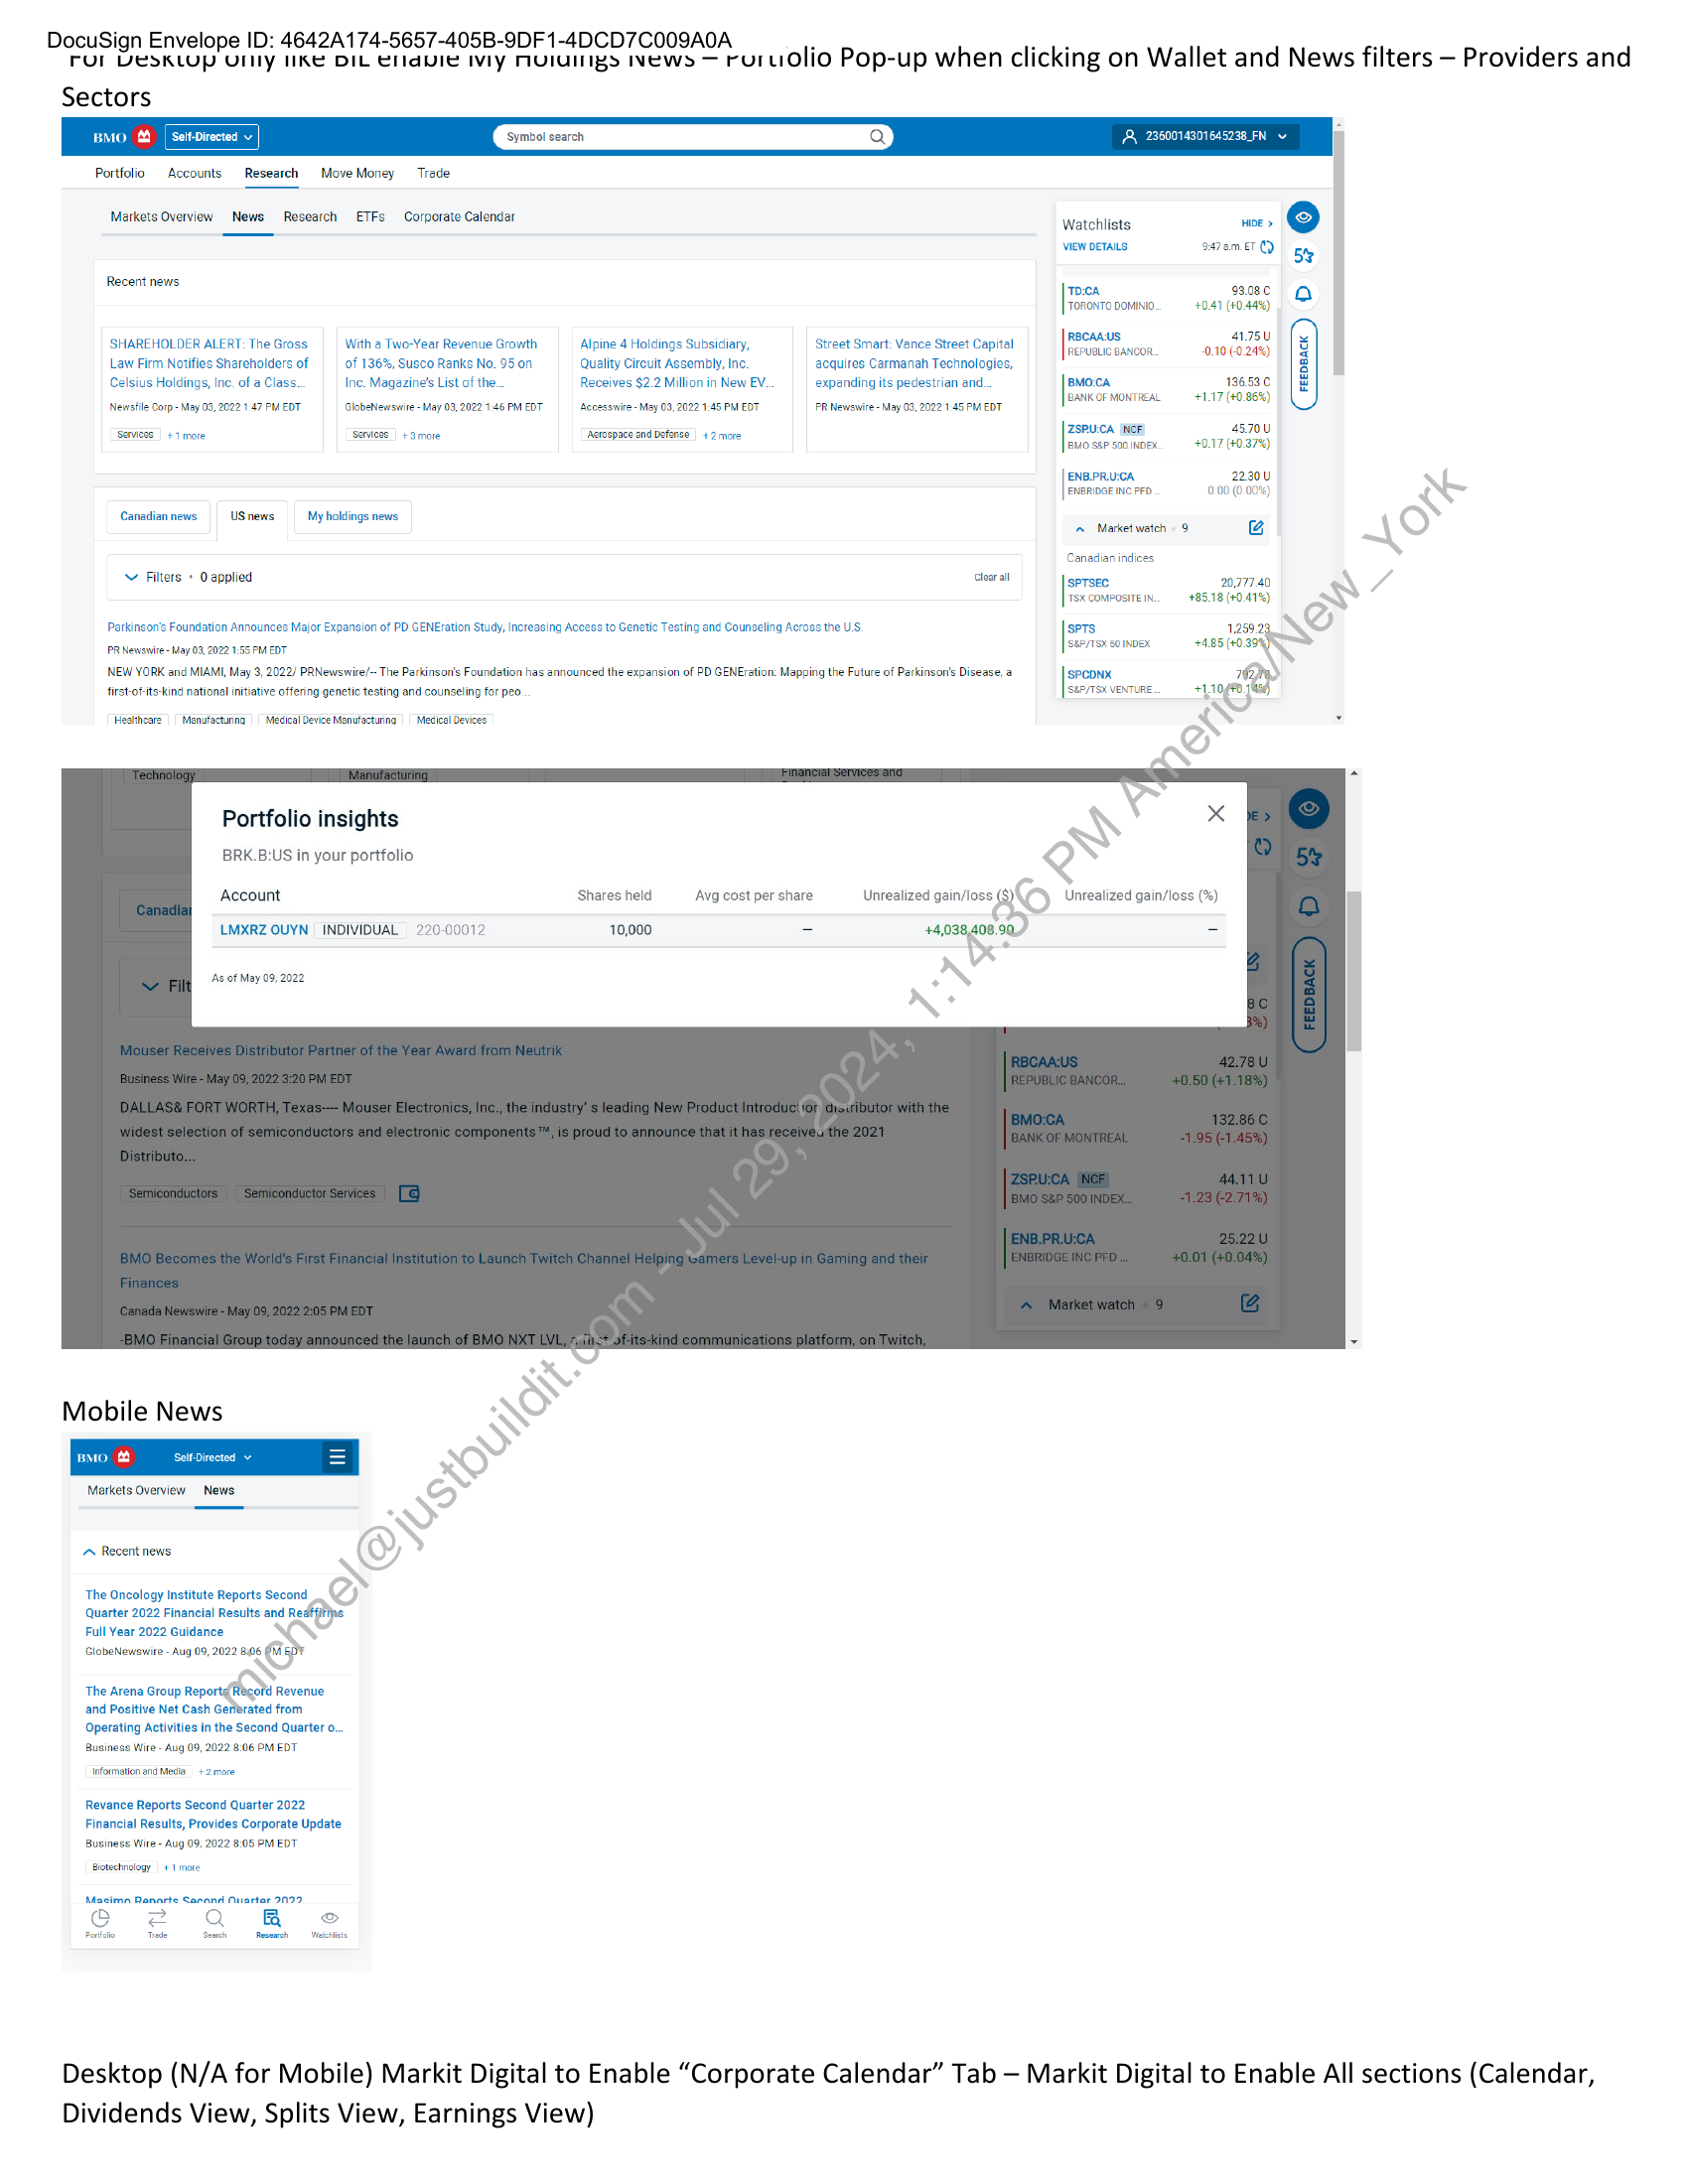 DocuSign Envelope ID: 4642A174-5657-405B-9DF1-4DCD7C009A0A
For Desktop only like BIL enable My Holdings News – Portfolio Pop-up when clicking on Wallet and News filters – Providers and
Sectors
BMO Self-Directed Symbol search 2360014301645238_FN
Portfolio Accounts Research Move Money Trade
Markets Overview News Research ETFs Corporate Calendar
Recent news
SHAREHOLDER ALERT: The Gross
Law Firm Notifies Shareholders of
Celsius Holdings, Inc. of a Class...
Newsfile Corp - May 03, 2022 1:47 PM EDT
Services + 1 more
With a Two-Year Revenue Growth
of 136%, Susco Ranks No. 95 on
Inc. Magazine's List of the...
GlobeNewswire - May 03, 2022 1:46 PM EDT
Services + 3 more
Alpine 4 Holdings Subsidiary,
Quality Circuit Assembly, Inc.
Receives $2.2 Million in New EV...
Accesswire - May 03, 2022 1:45 PM EDT
Aerospace and Defense + 2 more
Street Smart: Vance Street Capital
acquires Carmanah Technologies,
expanding its pedestrian and...
PR Newswire - May 03, 2022 1:45 PM EDT
Canadian news US news My holdings news
Filters • 0 applied Clear all
Parkinson's Foundation Announces Major Expansion of PD GENEration Study, Increasing Access to Genetic Testing and Counseling Across the U.S.
PR Newswire - May 03, 2022 1:55 PM EDT
NEW YORK and MIAMI, May 3, 2022/ PRNewswire/-- The Parkinson's Foundation has announced the expansion of PD GENEration: Mapping the Future of Parkinson's Disease, a
first-of-its-kind national initiative offering genetic testing and counseling for peo...
Healthcare Manufacturing Medical Device Manufacturing Medical Devices
Watchlists HIDE >
VIEW DETAILS 9:47 a.m. ET
TD:CA 93.08 C
TORONTO DOMINIO... +0.41 (+0.44%)
RBCAA:US 41.75 U
REPUBLIC BANCOR... -0.10 (-0.24%)
BMO:CA 136.53 C
BANK OF MONTREAL +1.17 (+0.86%)
ZSP.U:CA NCF 45.70 U
BMO S&P 500 INDEX... +0.17 (+0.37%)
ENB.PR.U:CA 22.30 U
ENBRIDGE INC PFD ... 0.00 (0.00%)
Market watch • 9
Canadian indices
SPTSEC 20,777.40
TSX COMPOSITE IN... +85.18 (+0.41%)
SPTS 1,259.23
S&P/TSX 60 INDEX +4.85 (+0.39%)
SPCDNX 792.78
S&P/TSX VENTURE ... +1.10 (+0.14%)
5
FEEDBACK
Technology Manufacturing Financial Services and
Portfolio insights
BRK.B:US in your portfolio
Account Shares held Avg cost per share Unrealized gain/loss ($) Unrealized gain/loss (%)
LMXRZ OUYN INDIVIDUAL 220-00012 10,000 – +4,038,408.90 –
As of May 09, 2022
Canadia
Filt
DE >
8 C
3%)
5
FEEDBACK
Mouser Receives Distributor Partner of the Year Award from Neutrik
Business Wire - May 09, 2022 3:20 PM EDT
DALLAS& FORT WORTH, Texas---- Mouser Electronics, Inc., the industry' s leading New Product Introduction distributor with the
widest selection of semiconductors and electronic components™, is proud to announce that it has received the 2021
Distributo...
Semiconductors Semiconductor Services
BMO Becomes the World's First Financial Institution to Launch Twitch Channel Helping Gamers Level-up in Gaming and their
Finances
Canada Newswire - May 09, 2022 2:05 PM EDT
-BMO Financial Group today announced the launch of BMO NXT LVL, a first-of-its-kind communications platform, on Twitch,
RBCAA:US 42.78 U
REPUBLIC BANCOR... +0.50 (+1.18%)
BMO:CA 132.86 C
BANK OF MONTREAL -1.95 (-1.45%)
ZSP.U:CA NCF 44.11 U
BMO S&P 500 INDEX... -1.23 (-2.71%)
ENB.PR.U:CA 25.22 U
ENBRIDGE INC PFD ... +0.01 (+0.04%)
Market watch • 9
Mobile News
BMO Self-Directed
Markets Overview News
Recent news
The Oncology Institute Reports Second
Quarter 2022 Financial Results and Reaffirms
Full Year 2022 Guidance
GlobeNewswire - Aug 09, 2022 8:06 PM EDT
The Arena Group Reports Record Revenue
and Positive Net Cash Generated from
Operating Activities in the Second Quarter o...
Business Wire - Aug 09, 2022 8:06 PM EDT
Information and Media + 2 more
Revance Reports Second Quarter 2022
Financial Results, Provides Corporate Update
Business Wire - Aug 09, 2022 8:05 PM EDT
Biotechnology + 1 more
Masimo Reports Second Quarter 2022
Portfolio Trade Search Research Watchlists
Desktop (N/A for Mobile) Markit Digital to Enable “Corporate Calendar” Tab – Markit Digital to Enable All sections (Calendar,
Dividends View, Splits View, Earnings View)
michael@justbuildit.com - Jul 29, 2024, 1:14:36 PM America/New_York